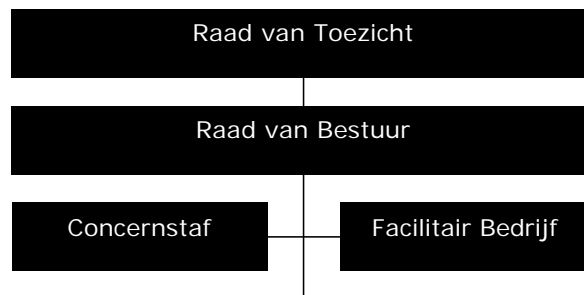 Raad van Toezicht
Raad van Bestuur
Concernstaf
Facilitair Bedrijf